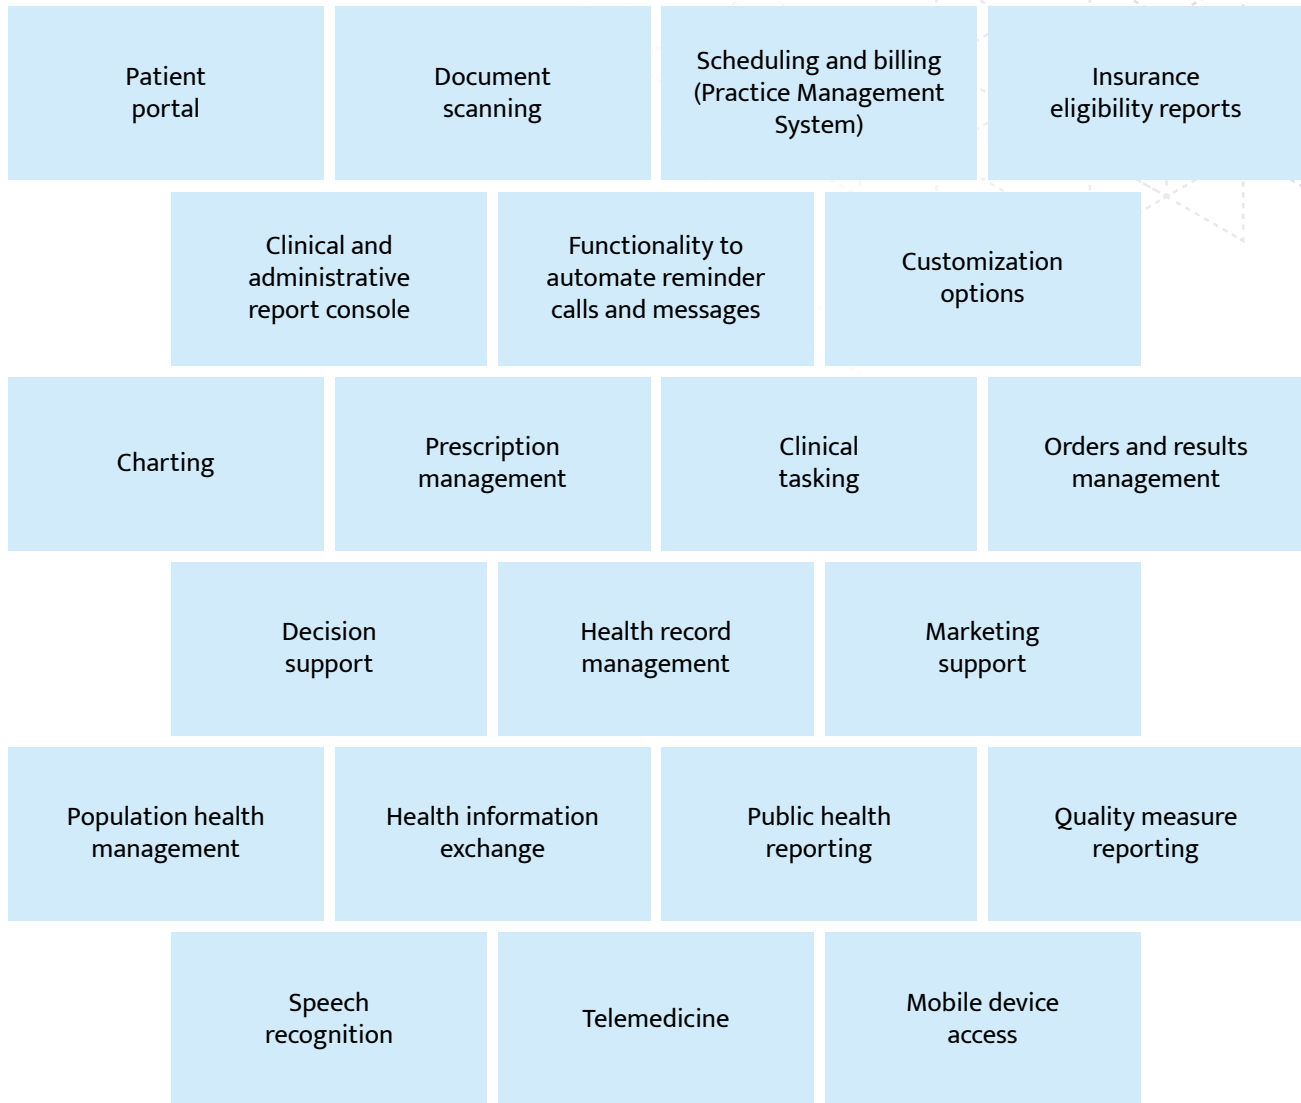 Patient
portal
Document
scanning
Scheduling and billing
(Practice Management
System)
Insurance
eligibility reports
Clinical and
administrative
report console
Functionality to
automate reminder
calls and messages
Customization
options
Charting
Prescription
management
Clinical
tasking
Orders and results
management
Decision
support
Health record
management
Marketing
support
Population health
management
Health information
exchange
Public health
reporting
Quality measure
reporting
Speech
recognition
Telemedicine
Mobile device
access